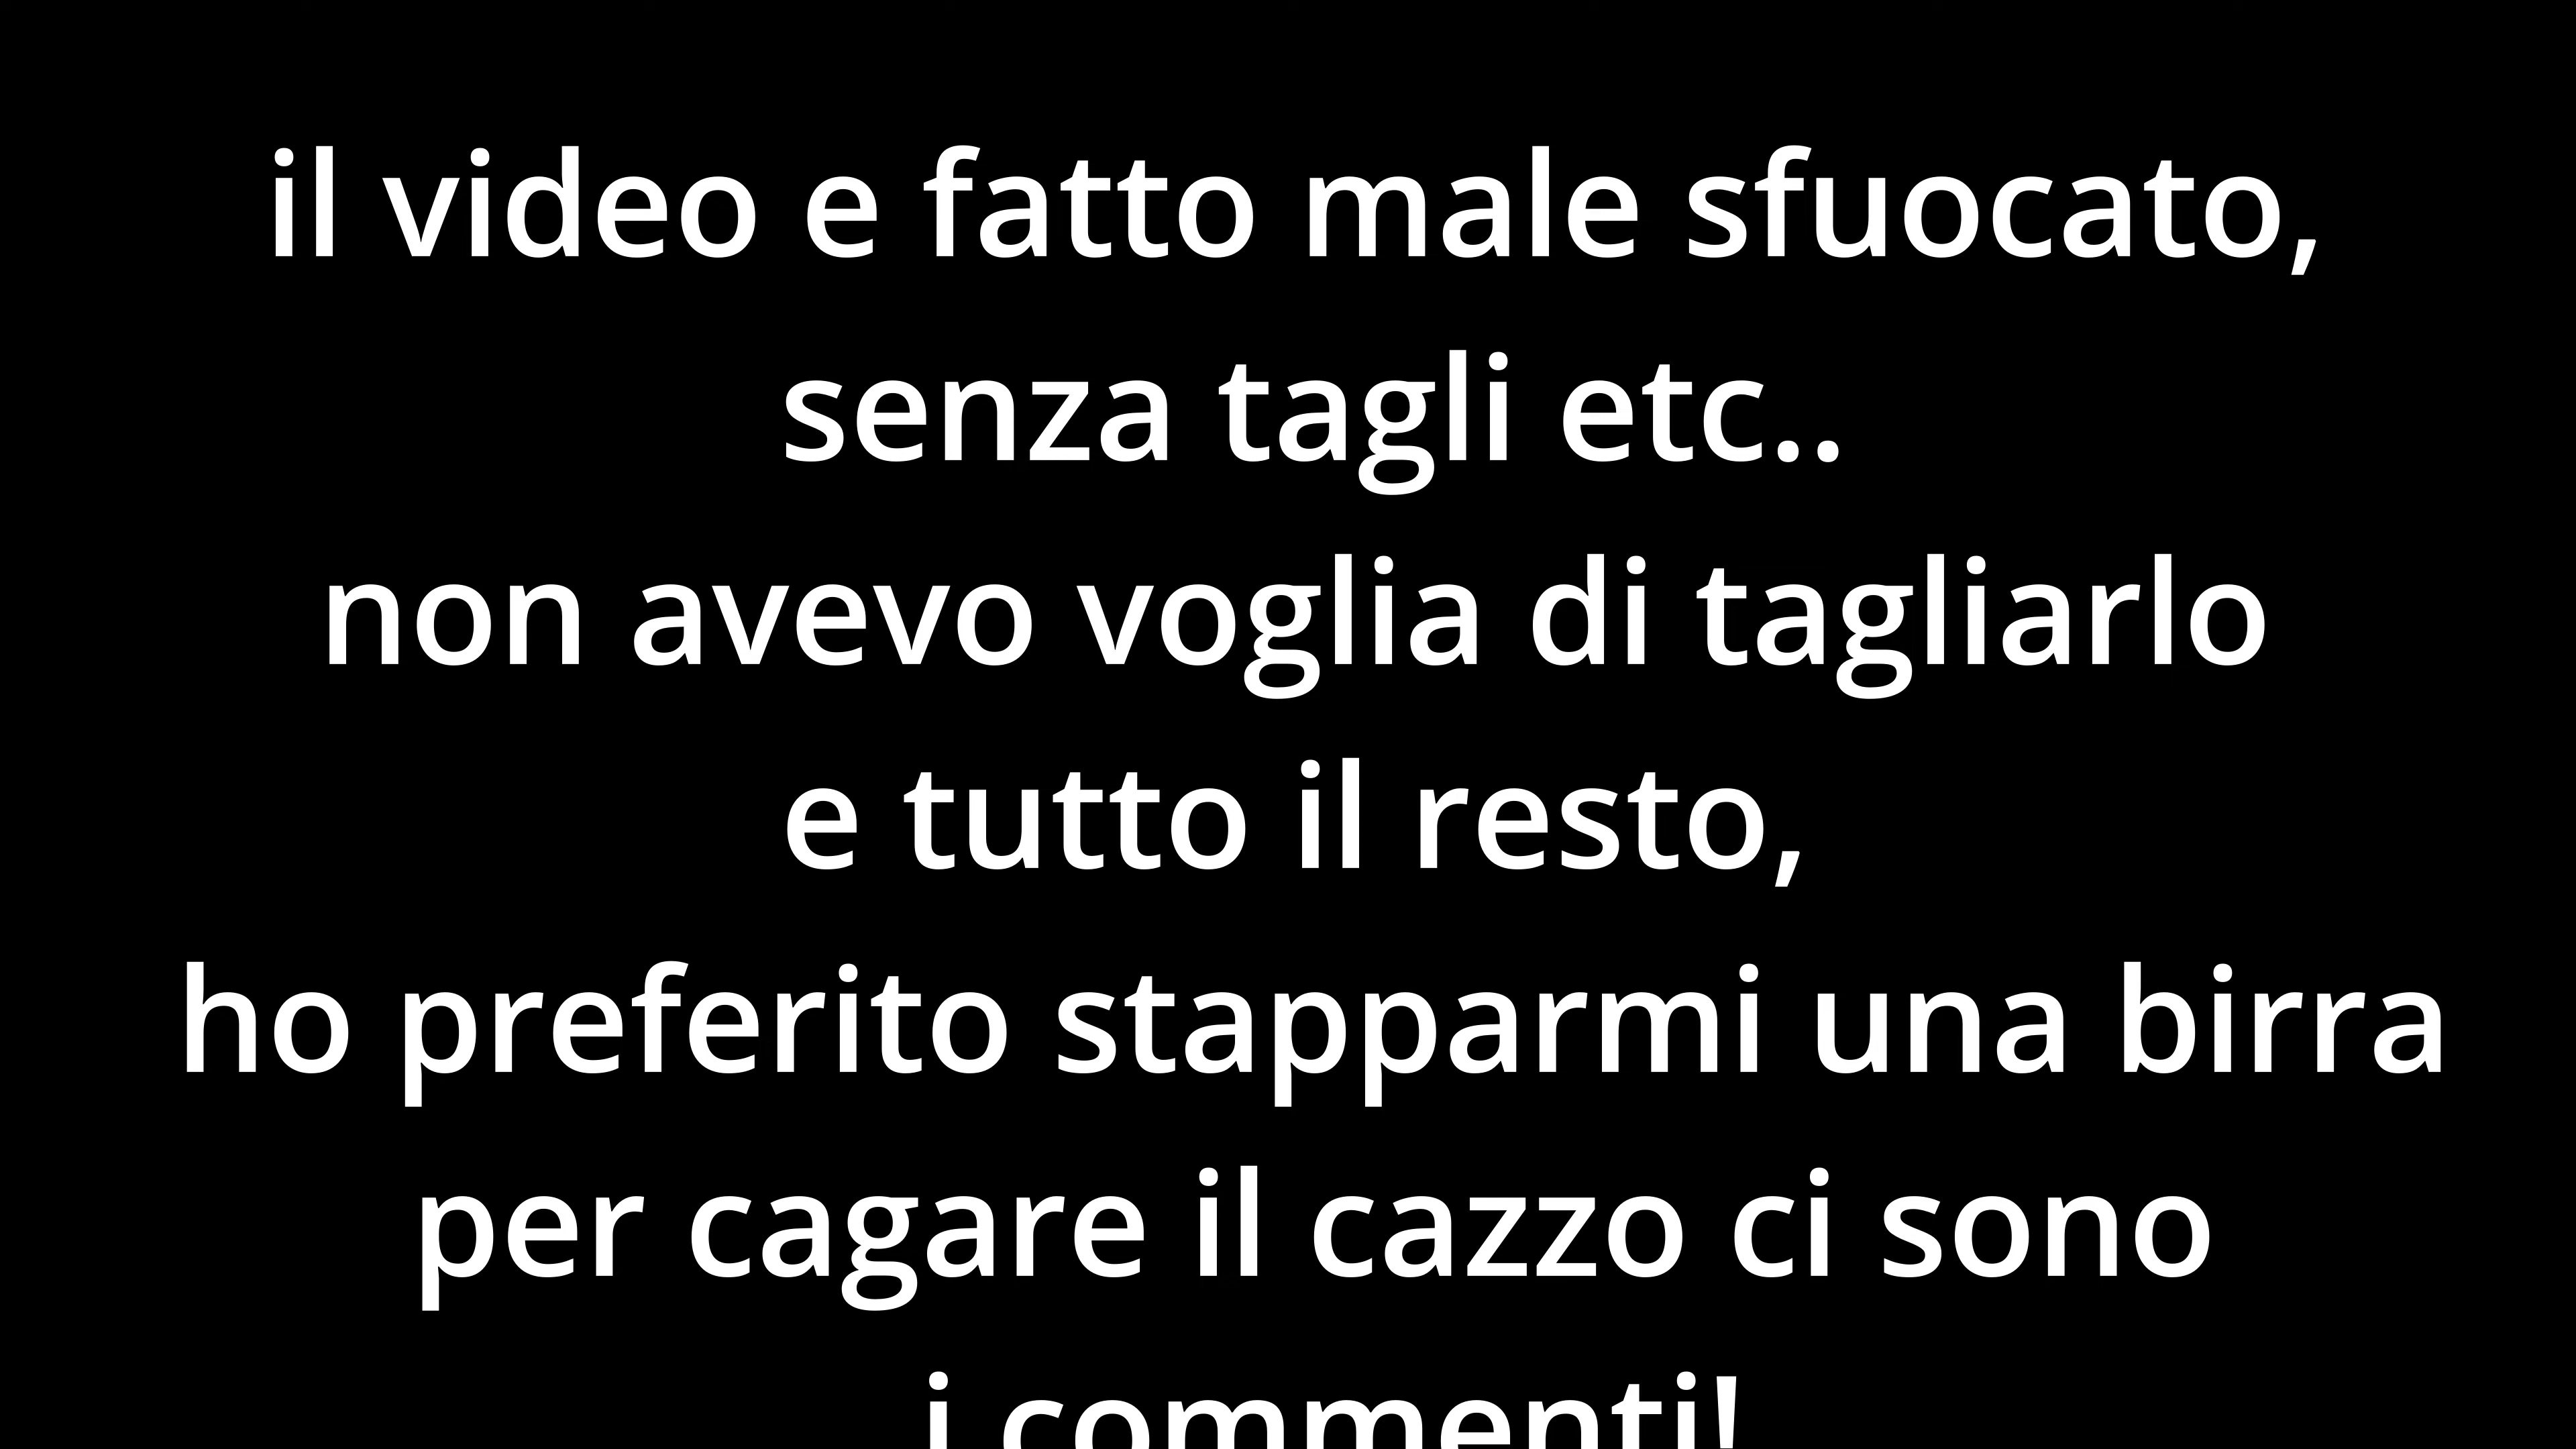 il video e fatto male sfuocato,
senza tagli etc..
non avevo voglia di tagliarlo
e tutto il resto,
ho preferito stapparmi una birra
per cagare il cazzo ci sono
i commenti!